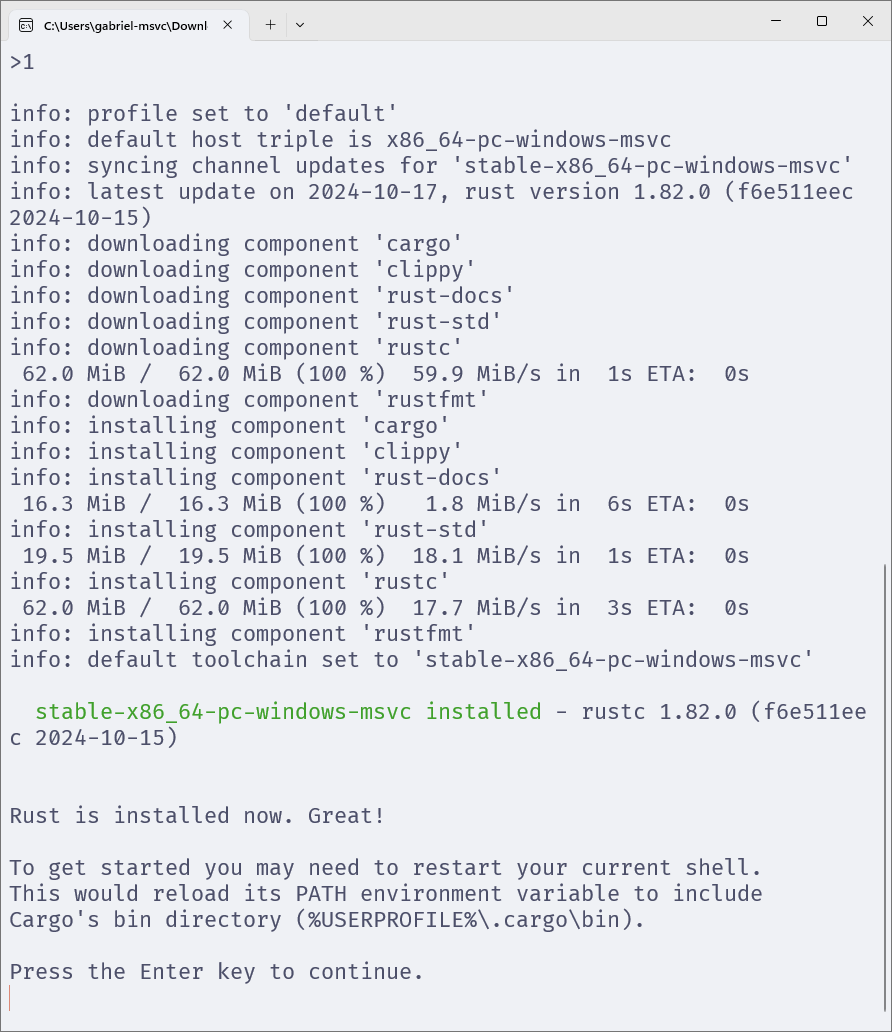 C:\Users\gabriel-msvc\Downl
>1
info: profile set to 'default'
info: default host triple is x86_64-pc-windows-msvc
info: syncing channel updates for 'stable-x86_64-pc-windows-msvc'
info: latest update on 2024-10-17, rust version 1.82.0 (f6e511eec
2024-10-15)
info: downloading component 'cargo'
info: downloading component 'clippy'
info: downloading component 'rust-docs'
info: downloading component 'rust-std'
info: downloading component 'rustc'
 62.0 MiB /  62.0 MiB (100 %)  59.9 MiB/s in  1s ETA:  0s
info: downloading component 'rustfmt'
info: installing component 'cargo'
info: installing component 'clippy'
info: installing component 'rust-docs'
 16.3 MiB /  16.3 MiB (100 %)   1.8 MiB/s in  6s ETA:  0s
info: installing component 'rust-std'
 19.5 MiB /  19.5 MiB (100 %)  18.1 MiB/s in  1s ETA:  0s
info: installing component 'rustc'
 62.0 MiB /  62.0 MiB (100 %)  17.7 MiB/s in  3s ETA:  0s
info: installing component 'rustfmt'
info: default toolchain set to 'stable-x86_64-pc-windows-msvc'
  stable-x86_64-pc-windows-msvc installed - rustc 1.82.0 (f6e511ee
c 2024-10-15)
Rust is installed now. Great!
To get started you may need to restart your current shell.
This would reload its PATH environment variable to include
Cargo's bin directory (%USERPROFILE%\.cargo\bin).
Press the Enter key to continue.